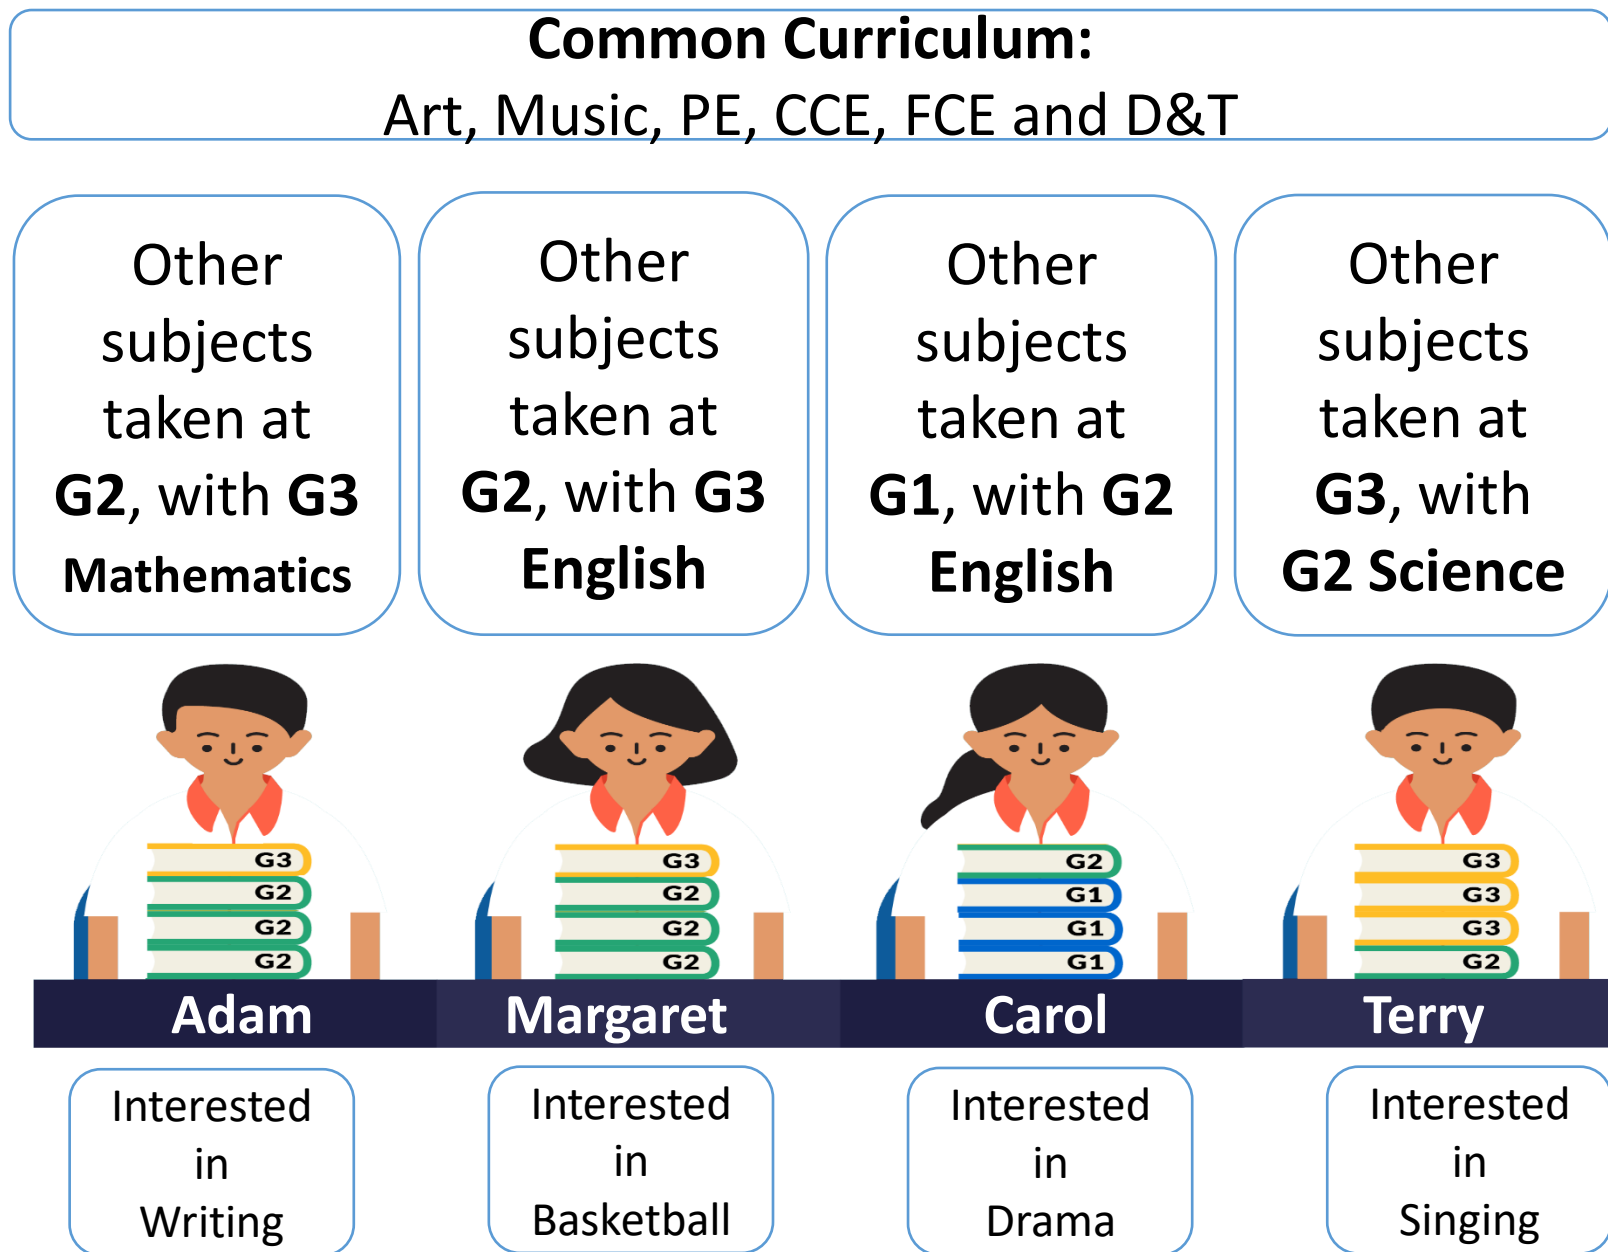 Common Curriculum:
Art, Music, PE, CCE, FCE and D&T
Other
subjects
taken at
G2, with G3
Mathematics
Other
subjects
taken at
G2, with G3
English
Other
subjects
taken at
G1, with G2
English
Other
subjects
taken at
G3, with
G2 Science
G3
G2
G2
G2
G3
G2
G2
G2
G2
G1
G1
G1
G3
G3
G3
G2
Adam
Margaret
Carol
Terry
Interested
in
Writing
Interested
in
Basketball
Interested
in
Drama
Interested
in
Singing